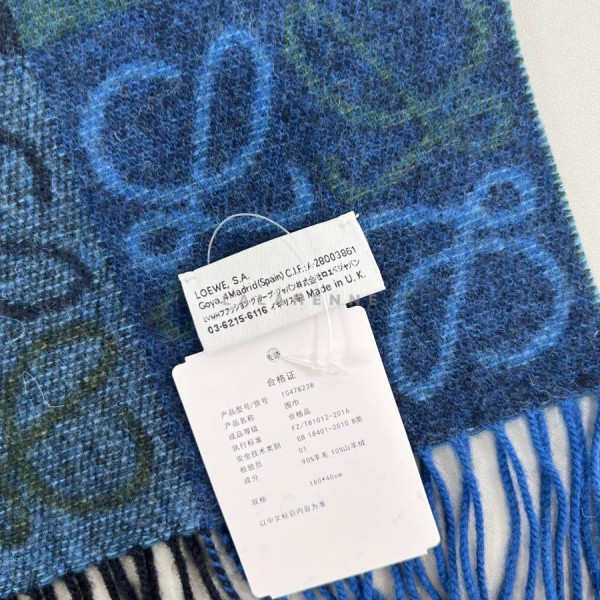 LOEWE, S.A.
Goya, 4 Madrid (Spain) C.I.F.: A-28003861
LVMHファッション・グループ・ジャパン株式会社ロエベジャパン
03-6215-6116 イギリス製 Made in U.K.
LALAMENNE
合格证
产品型号/货号 10478238
产品名称 围巾
成品等级 合格品
执行标准 FZ/T81012-2016
安全技术类别 GB 18401-2010 B类
检验员 01
成分 90%羊毛 10%山羊绒
规格 180*40cm
以中文标识内容为准